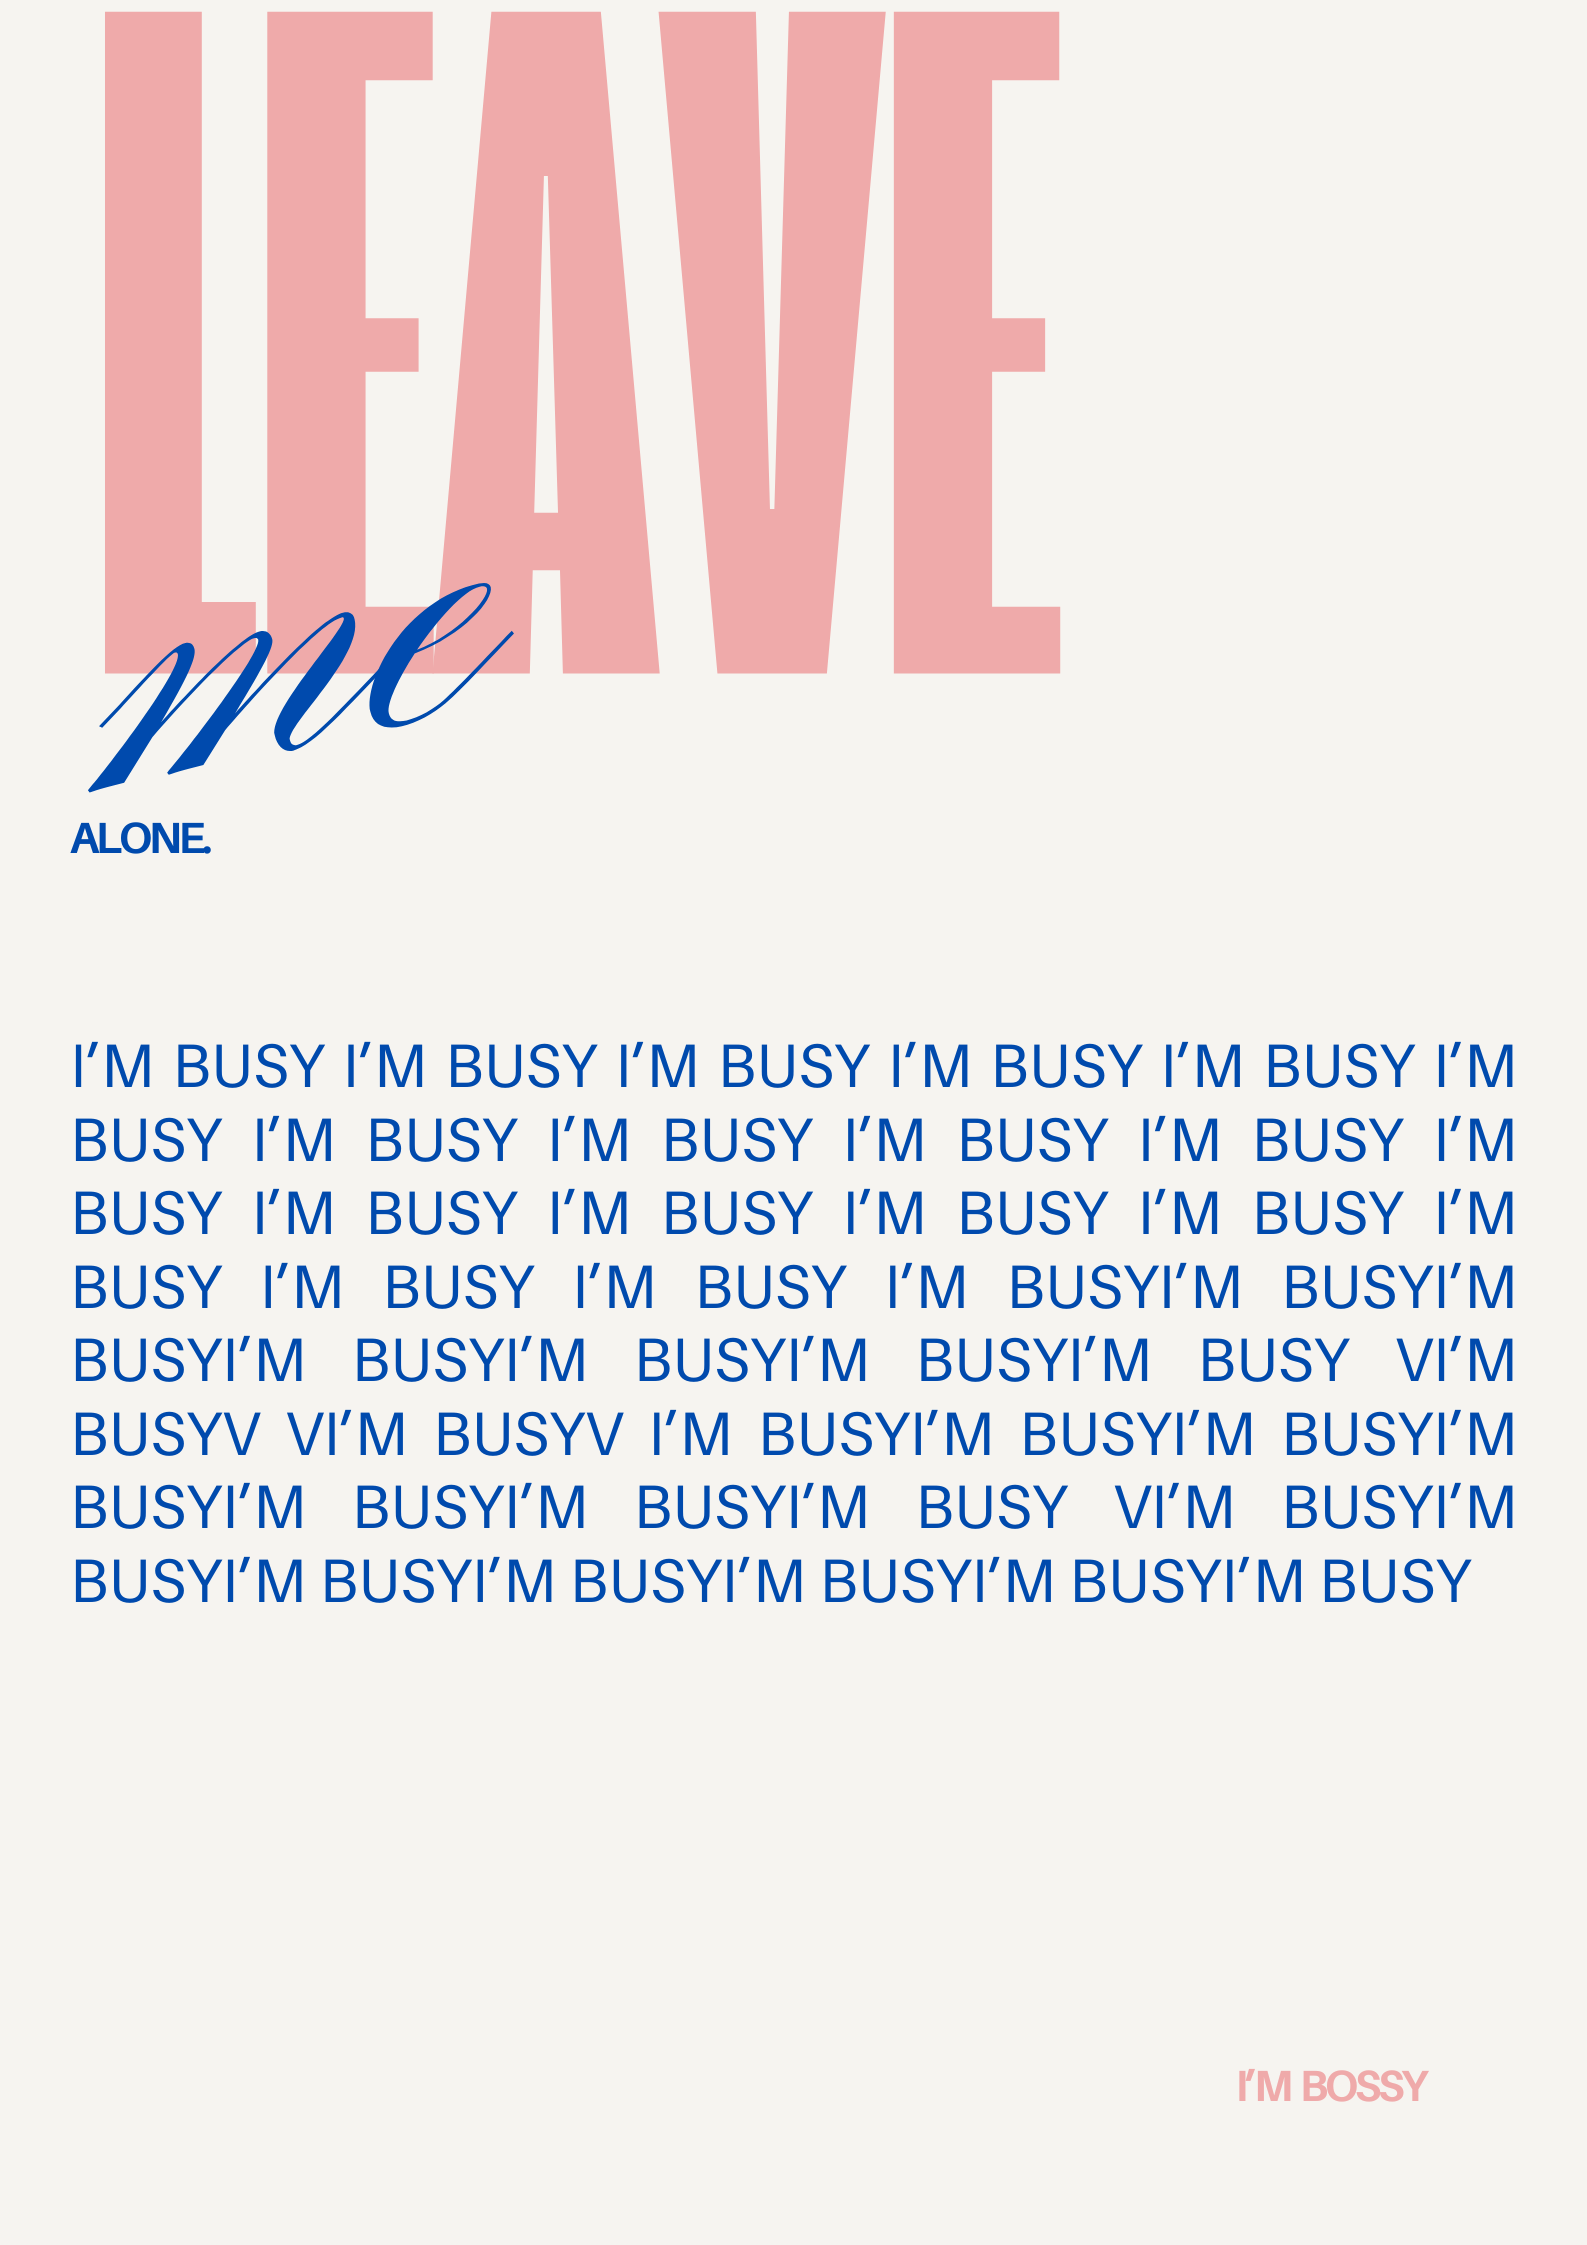 LEAVE
me
ALONE.
I'M BUSY I'M BUSY I'M BUSY I'M BUSY I'M BUSY I'M
BUSY I'M BUSY I'M BUSY I'M BUSY I'M BUSY I'M
BUSY I'M BUSY I'M BUSY I'M BUSY I'M BUSY I'M
BUSY I'M BUSY I'M BUSY I'M BUSYI'M BUSYI'M
BUSYI'M BUSYI'M BUSYI'M BUSYI'M BUSY VI'M
BUSYV VI'M BUSYV I'M BUSYI'M BUSYI'M BUSYI'M
BUSYI'M BUSYI'M BUSYI'M BUSY VI'M BUSYI'M
BUSYI'M BUSYI'M BUSYI'M BUSYI'M BUSYI'M BUSY
I'M BOSSY